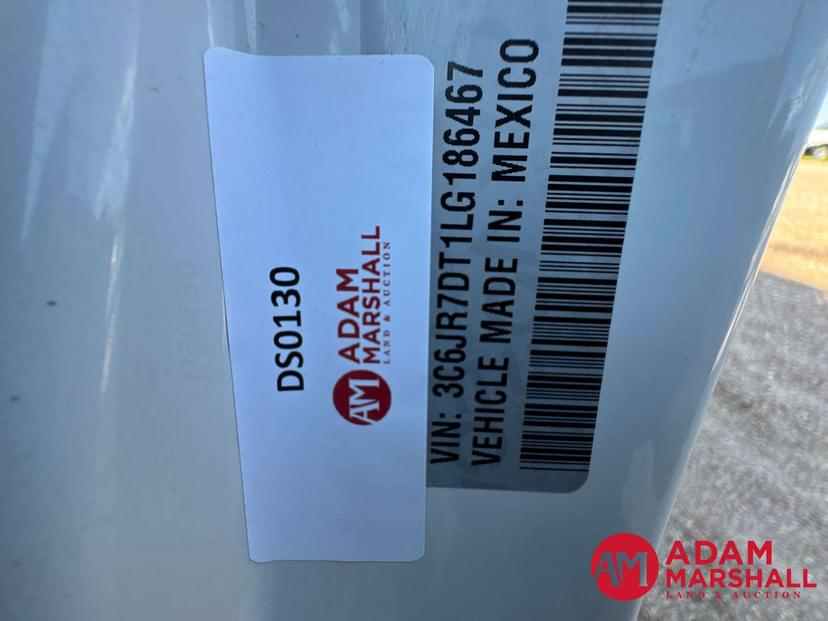 DS0130
AM
ADAM
MARSHALL
LAND & AUCTION
VIN: 3C6JR7DT1LG186467
VEHICLE MADE IN: MEXICO
AM
ADAM
MARSHALL
LAND & AUCTION